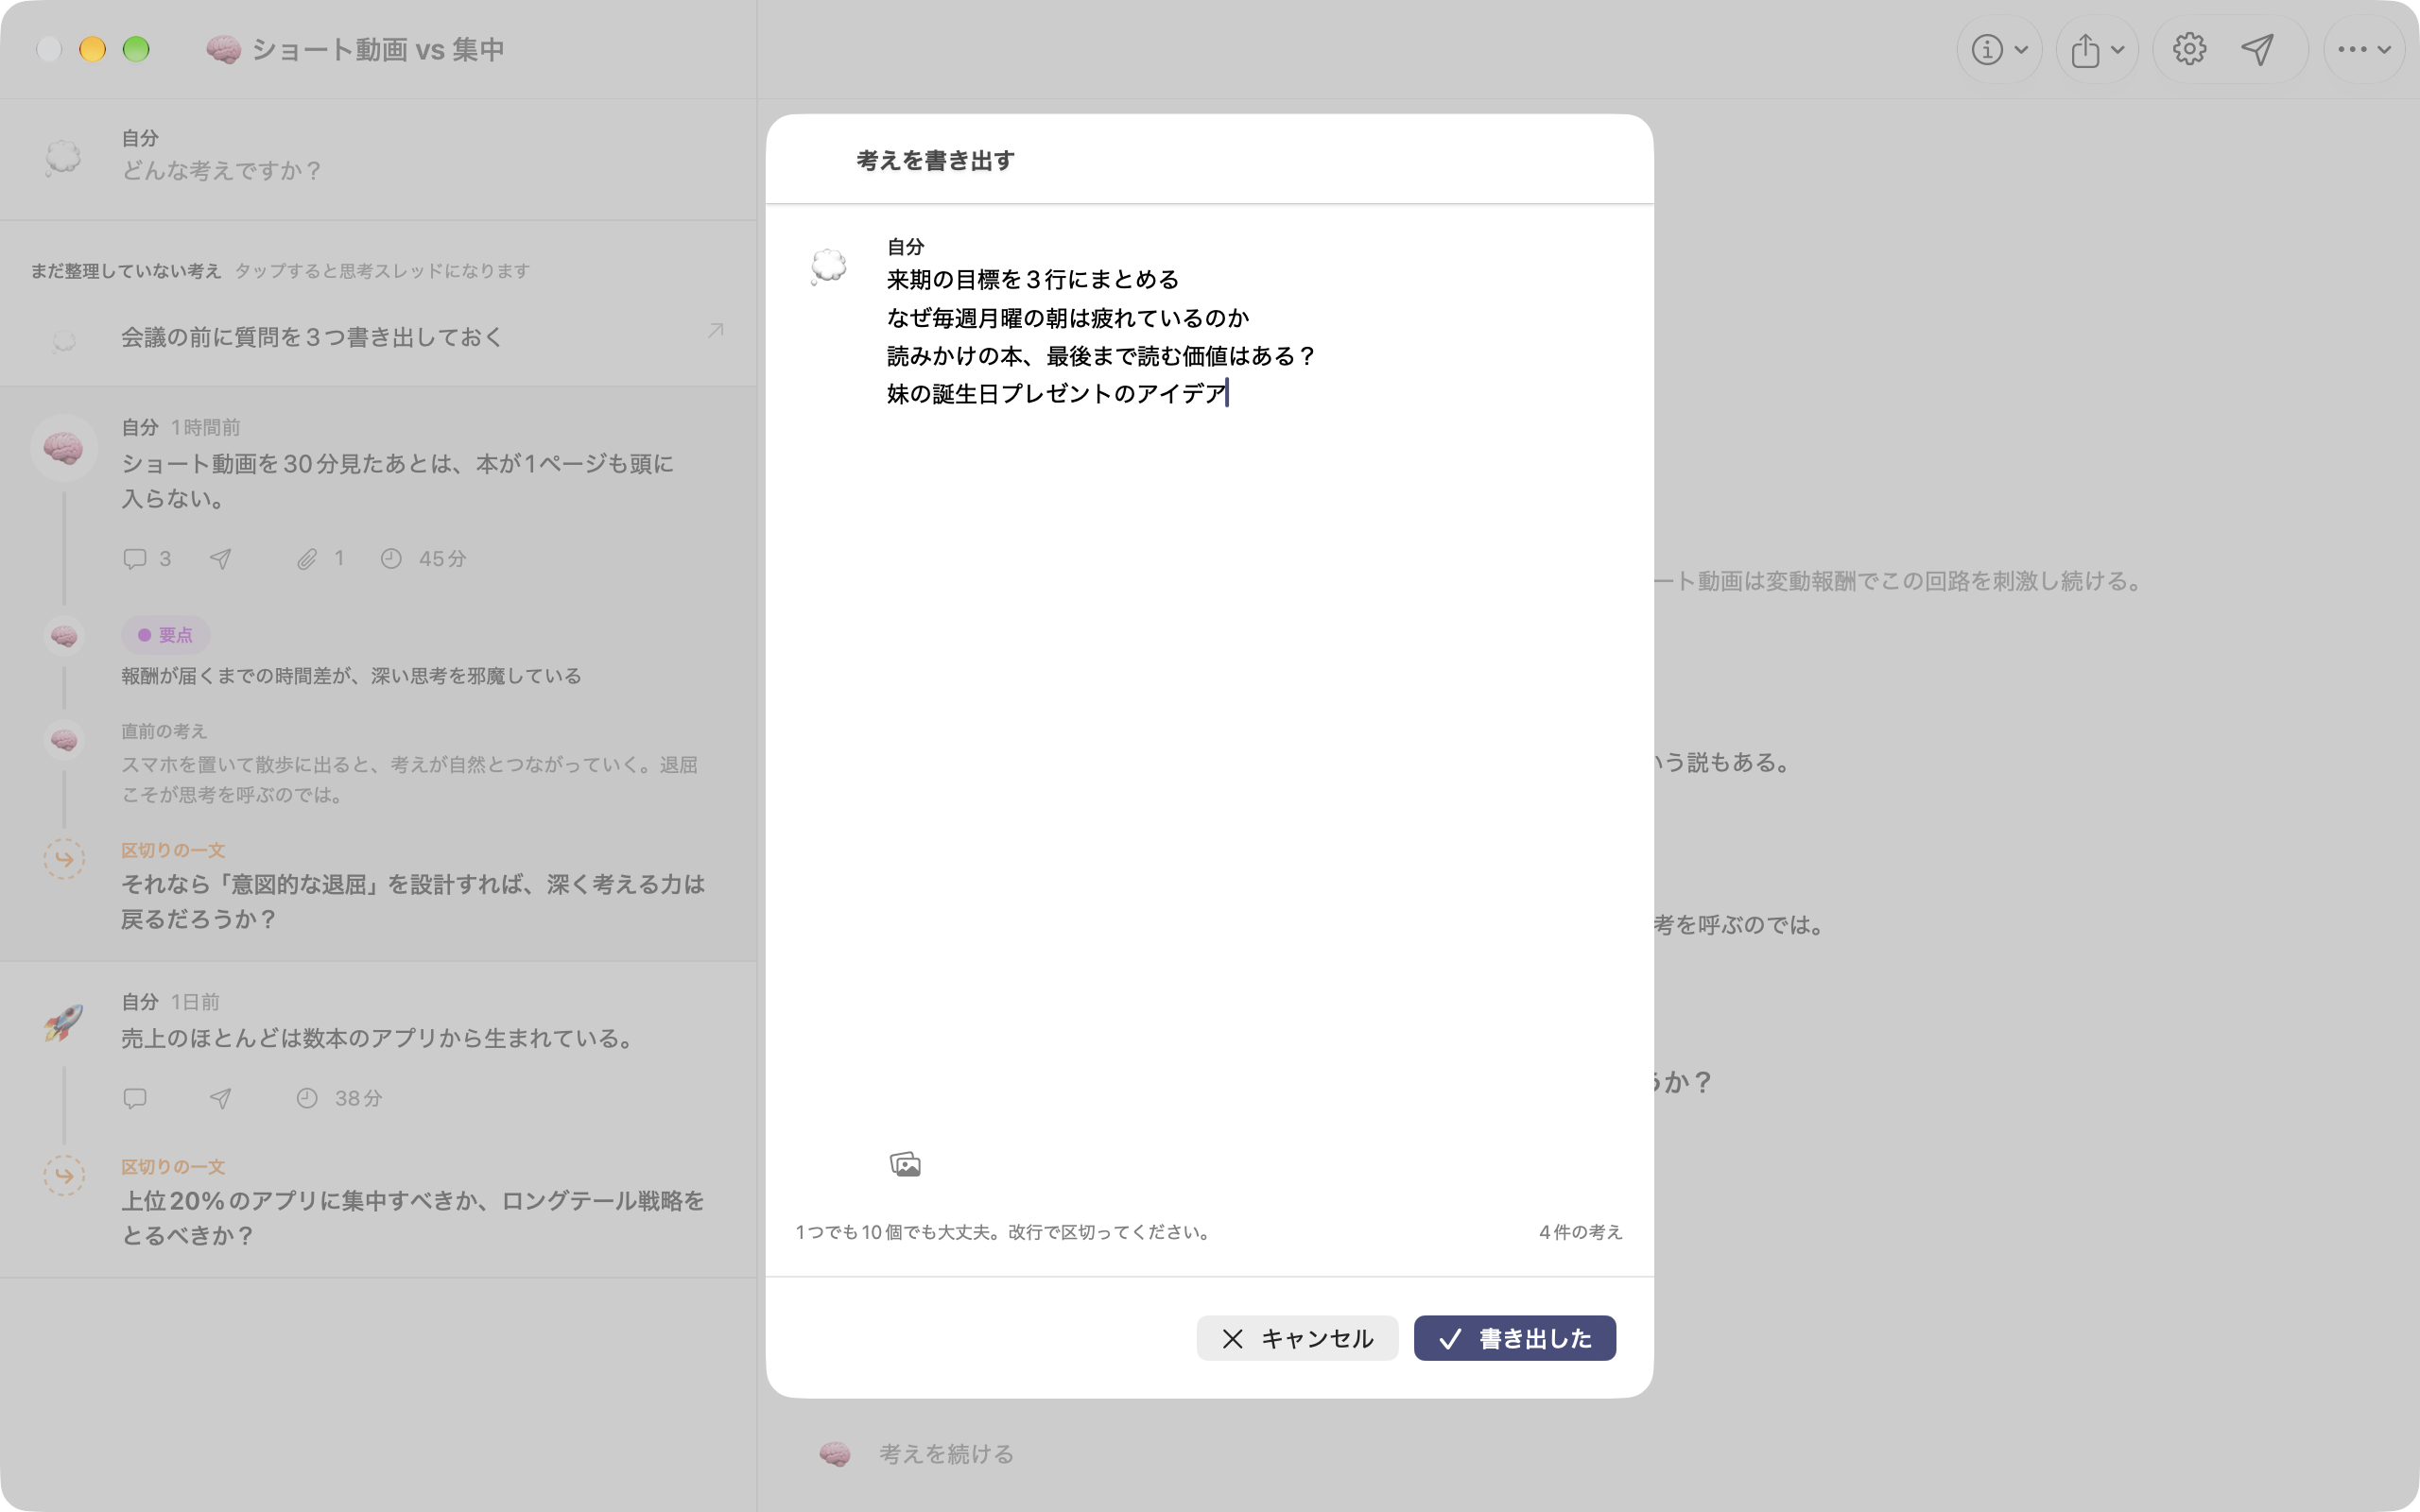 ショート動画 vs 集中
自分
どんな考えですか？
まだ整理していない考え タップすると思考スレッドになります
会議の前に質問を3つ書き出しておく
自分 1時間前
ショート動画を30分見たあとは、本が1ページも頭に
入らない。
3 1 45分
要点
報酬が届くまでの時間差が、深い思考を邪魔している
直前の考え
スマホを置いて散歩に出ると、考えが自然とつながっていく。退屈
こそが思考を呼ぶのでは。
区切りの一文
それなら「意図的な退屈」を設計すれば、深く考える力は
戻るだろうか？
自分 1日前
売上のほとんどは数本のアプリから生まれている。
38分
区切りの一文
上位20%のアプリに集中すべきか、ロングテール戦略を
とるべきか？
考えを書き出す
自分
来期の目標を3行にまとめる
なぜ毎週月曜の朝は疲れているのか
読みかけの本、最後まで読む価値はある？
妹の誕生日プレゼントのアイデア
1つでも10個でも大丈夫。改行で区切ってください。 4件の考え
キャンセル 書き出した
ート動画は変動報酬でこの回路を刺激し続ける。
う説もある。
考を呼ぶのでは。
か？
考えを続ける